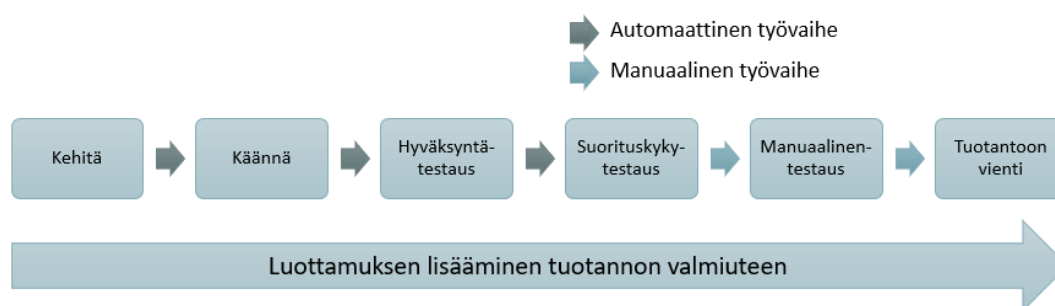 Automaattinen työvaihe
Manuaalinen työvaihe
Kehitä
Käännä
Hyväksyntä-
testaus
Suorituskyky-
testaus
Manuaalinen-
testaus
Tuotantoon
vienti
Luottamuksen lisääminen tuotannon valmiuteen